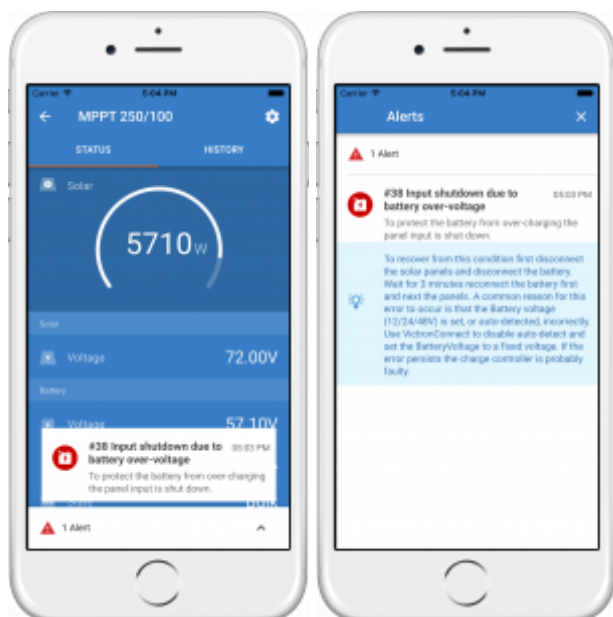 Carrier 5:04 PM
MPPT 250/100
STATUS HISTORY
Solar
5710W
Solar
Voltage 72.00V
Battery
Voltage 57.10V
#38 Input shutdown due to 05:03 PM
battery over-voltage
To protect the battery from over-charging
the panel input is shut down.
1 Alert
Carrier 5:04 PM
Alerts
1 Alert
#38 Input shutdown due to 05:03 PM
battery over-voltage
To protect the battery from over-charging the
panel input is shut down.
To recover from this condition first disconnect
the solar panels and disconnect the battery.
Wait for 3 minutes reconnect the battery first
and next the panels. A common reason for this
error to occur is that the Battery voltage
(12/24/48V) is set, or auto-detected, incorrectly.
Use VictronConnect to disable auto-detect and
set the BatteryVoltage to a fixed voltage. If the
error persists the charge controller is probably
faulty.